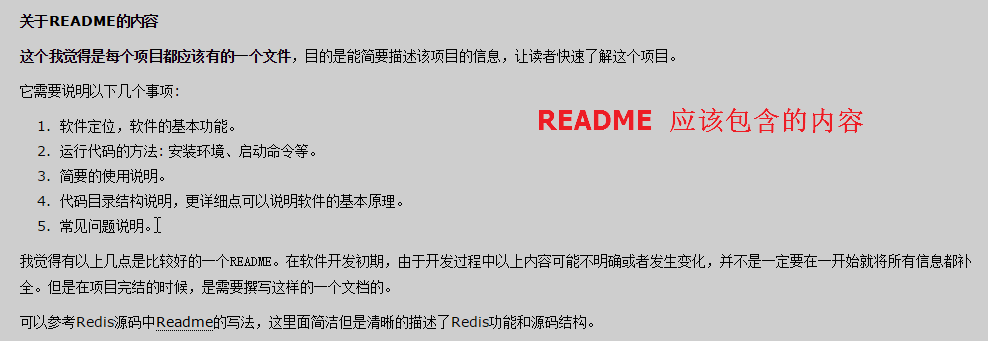 关于README的内容
这个我觉得是每个项目都应该有的一个文件，目的是能简要描述该项目的信息，让读者快速了解这个项目。
它需要说明以下几个事项:
README 应该包含的内容
1. 软件定位，软件的基本功能。
2. 运行代码的方法: 安装环境、启动命令等。
3. 简要的使用说明。
4. 代码目录结构说明，更详细点可以说明软件的基本原理。
5. 常见问题说明。
我觉得有以上几点是比较好的一个README。在软件开发初期，由于开发过程中以上内容可能不明确或者发生变化，并不是一定要在一开始就将所有信息都补
全。但是在项目完结的时候，是需要撰写这样的一个文档的。
可以参考Redis源码中Readme的写法，这里面简洁但是清晰的描述了Redis功能和源码结构。